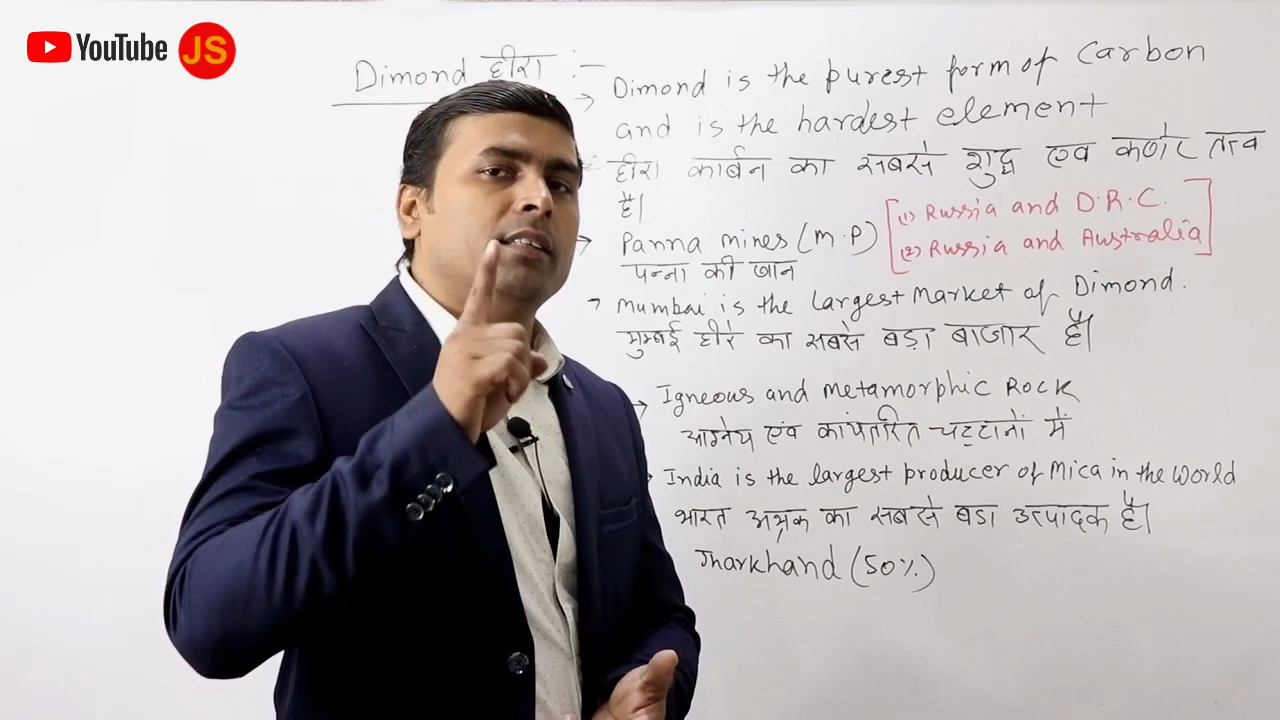 YouTube JS
Dimond हीरा :-
→ Dimond is the purest form of Carbon
and is the hardest element
हीरा कार्बन का सबसे शुद्ध एंव कठोर तत्व
है।
→ Panna mines (M.P)
पन्ना की खान
[(1) Russia and D.R.C.
(2) Russia and Australia]
→ Mumbai is the largest Market of Dimond.
मुम्बई हीरे का सबसे बड़ा बाजार है।
→ Igneous and Metamorphic Rock
आग्नेय एंव कायंतरित चट्टानों में
India is the largest producer of Mica in the World
भारत अभ्रक का सबसे बडा उत्पादक है।
Jharkhand (50%)